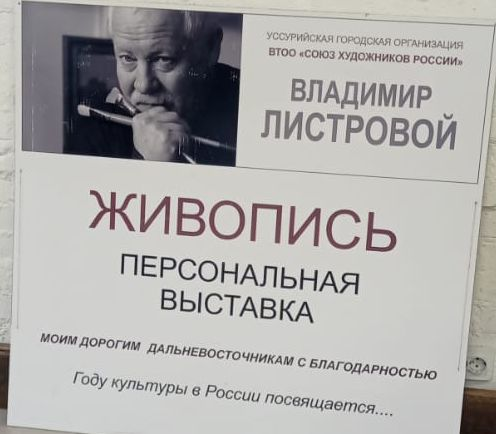 УССУРИЙСКАЯ ГОРОДСКАЯ ОРГАНИЗАЦИЯ
ВТОО «СОЮЗ ХУДОЖНИКОВ РОССИИ»
ВЛАДИМИР
ЛИСТРОВОЙ
ЖИВОПИСЬ
ПЕРСОНАЛЬНАЯ
ВЫСТАВКА
МОИМ ДОРОГИМ ДАЛЬНЕВОСТОЧНИКАМ С БЛАГОДАРНОСТЬЮ
Году культуры в России посвящается....